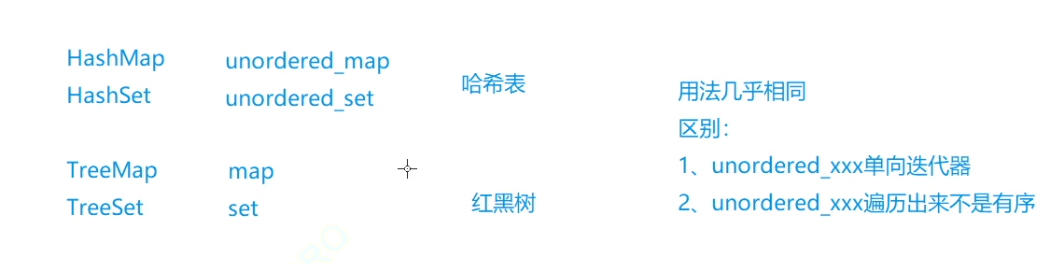 HashMap unordered_map
HashSet unordered_set
哈希表
TreeMap map
TreeSet set
红黑树
用法几乎相同
区别：
1、unordered_xxx单向迭代器
2、unordered_xxx遍历出来不是有序